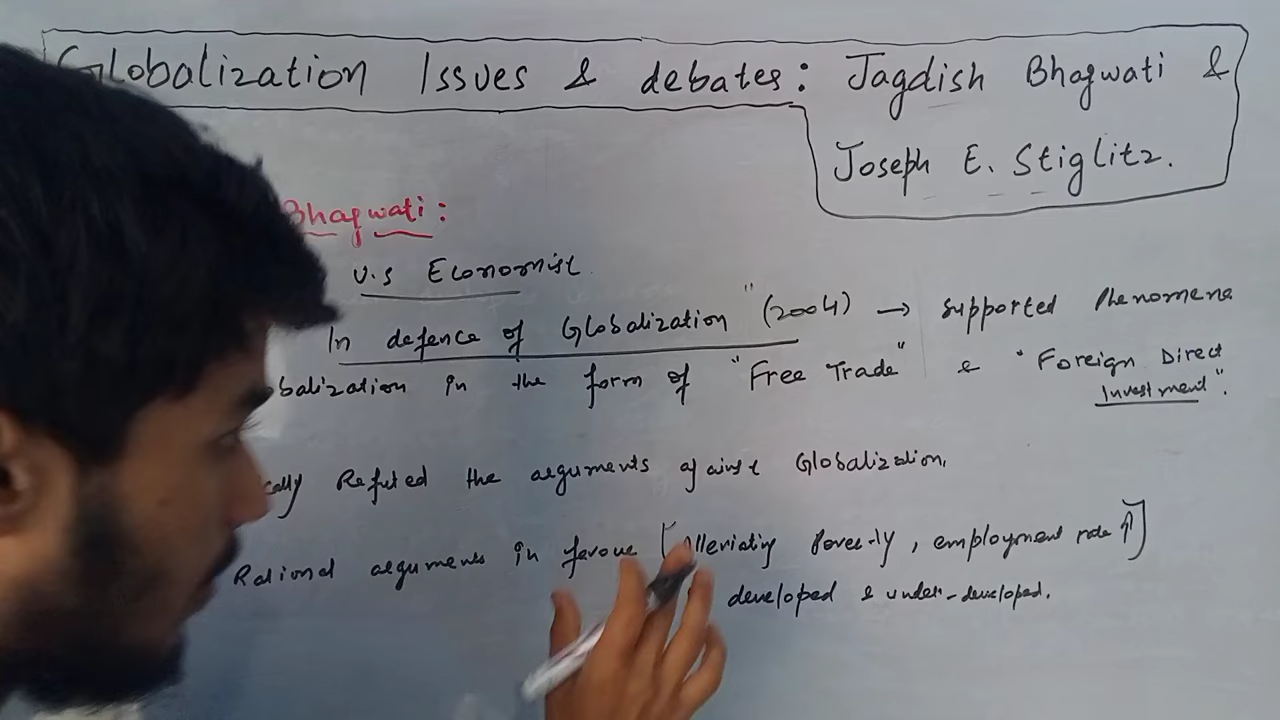 Globalization Issues & debates: Jagdish Bhagwati &
Joseph E. Stiglitz.
Bhagwati:
U.S Economist.
In defence of Globalization" (2004) → supported Phenomena
balization in the form of "Free Trade" & "Foreign Direct
Investment".
cally Refuted the arguments against Globalization.
Rational arguments in favour [Alleviating Poverty, employment rate ↑]
developed & under-developed.